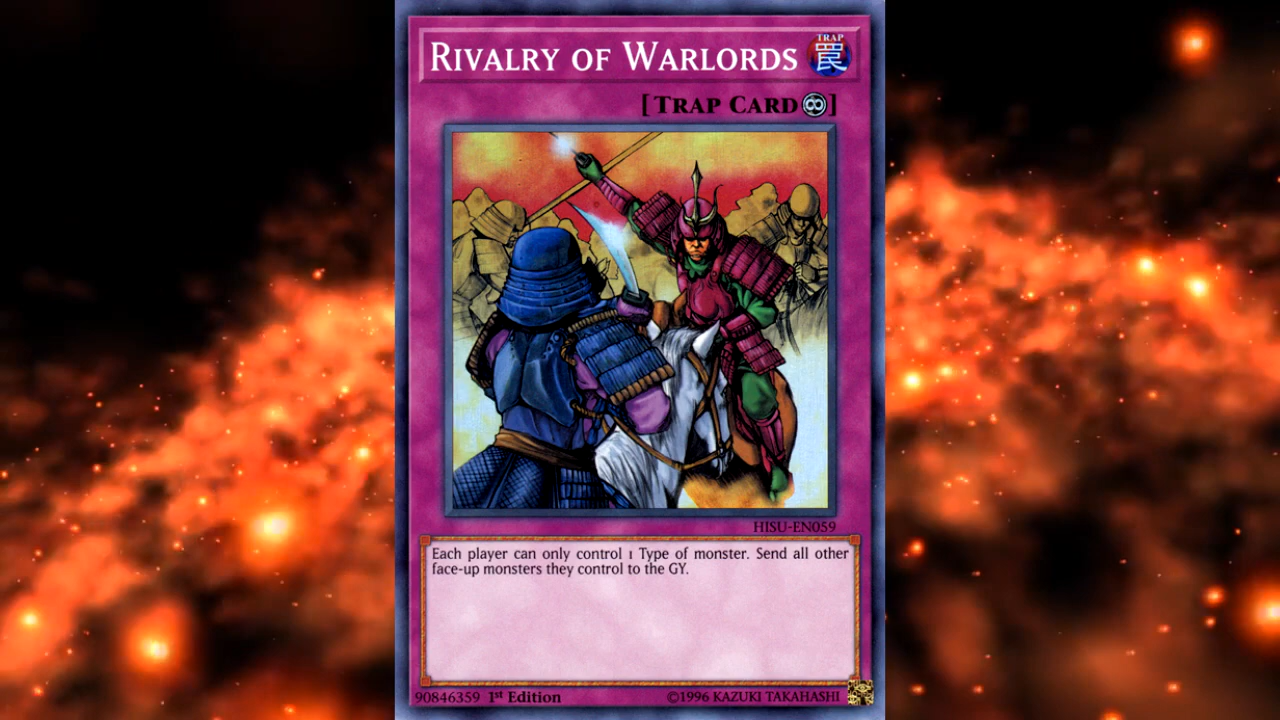 RIVALRY OF WARLORDS
TRAP
罠
[TRAP CARD]
HISU-EN059
Each player can only control 1 Type of monster. Send all other
face-up monsters they control to the GY.
90846359 1st Edition
©1996 KAZUKI TAKAHASHI